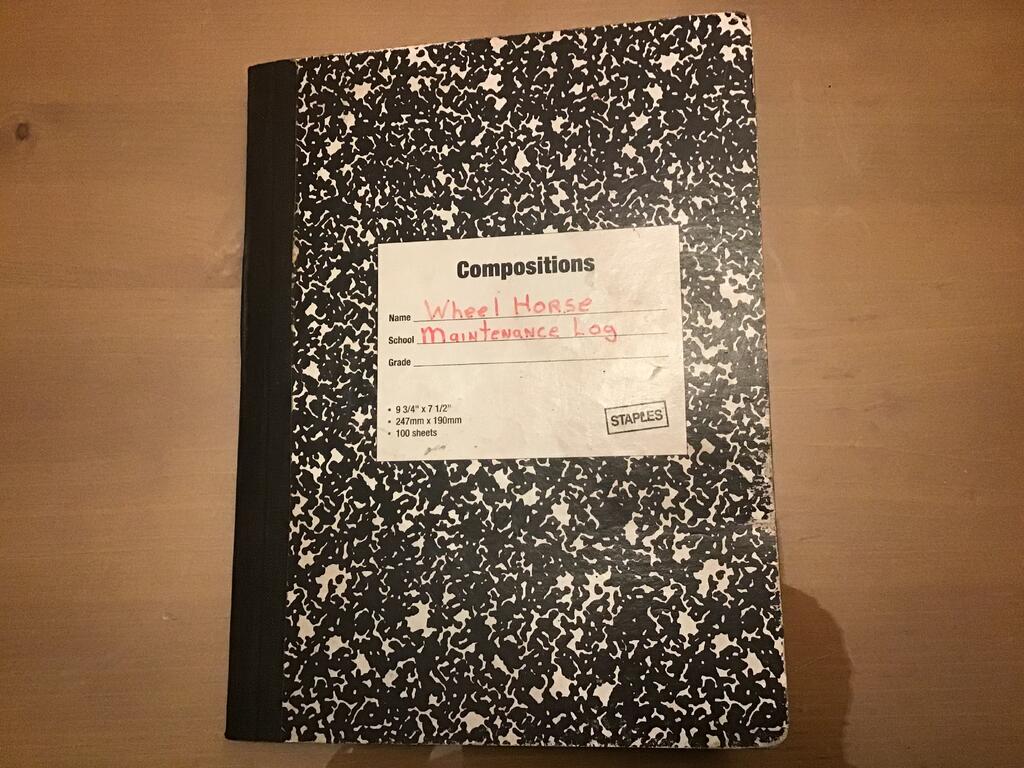 Compositions
Name Wheel Horse
School Maintenance Log
Grade
• 9 3/4" x 7 1/2"
• 247mm x 190mm
• 100 sheets
STAPLES